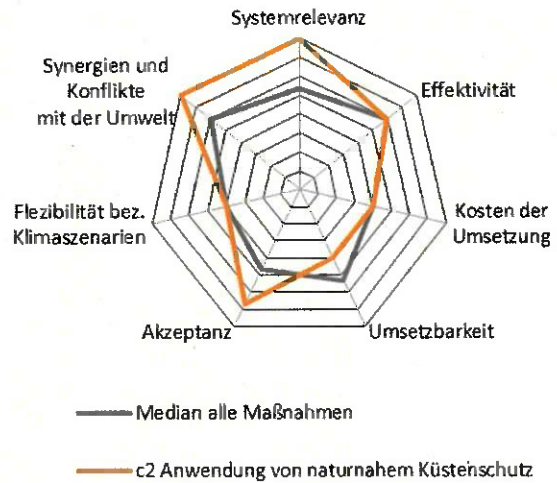 Systemrelevanz
Synergien und
Konflikte
mit der Umwelt
Effektivität
Flezibilität bez.
Klimaszenarien
Kosten der
Umsetzung
Akzeptanz
Umsetzbarkeit
Median alle Maßnahmen
c2 Anwendung von naturnahem Küstenschutz